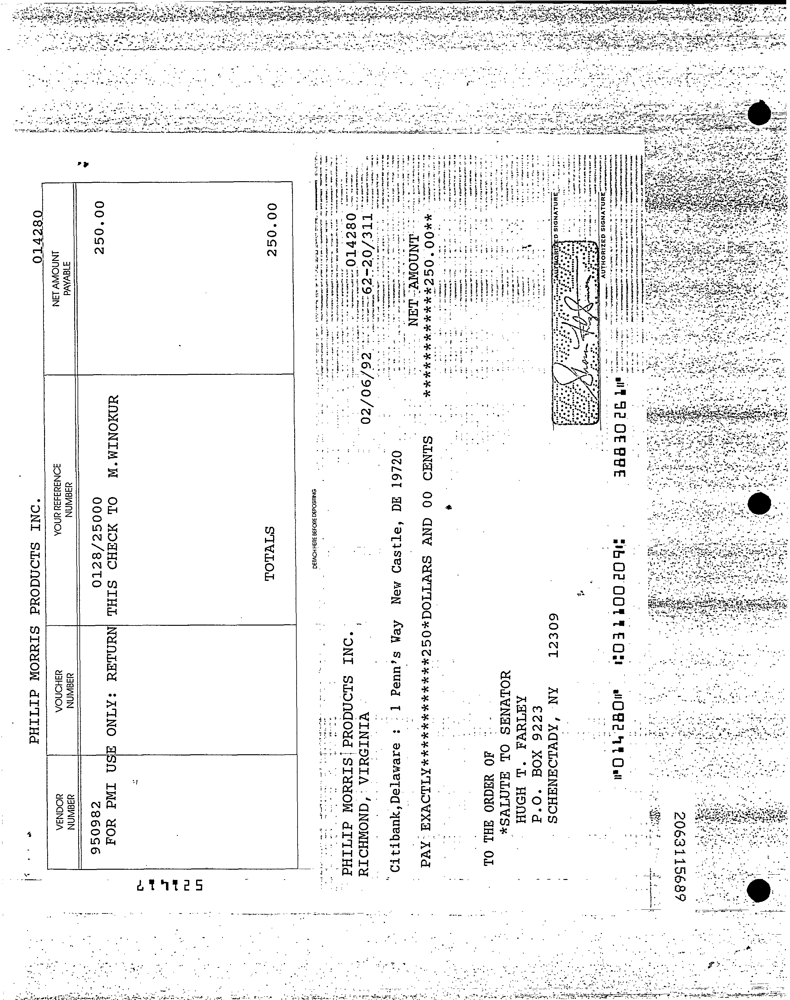 PHILIP MORRIS PRODUCTS INC.
014280
VENDOR NUMBER
VOUCHER NUMBER
YOUR REFERENCE NUMBER
NET AMOUNT PAYABLE
950982 0128/25000 250.00
FOR PMI USE ONLY: RETURN THIS CHECK TO M.WINOKUR
TOTALS 250.00
DETACH HERE BEFORE DEPOSITING
PHILIP MORRIS PRODUCTS INC. 014280
RICHMOND, VIRGINIA 02/06/92 62-20/311
Citibank,Delaware : 1 Penn's Way New Castle, DE 19720
NET AMOUNT
PAY EXACTLY*************250*DOLLARS AND 00 CENTS *************250.00**
TO THE ORDER OF
*SALUTE TO SENATOR
HUGH T. FARLEY
P.O. BOX 9223
SCHENECTADY, NY 12309
AUTHORIZED SIGNATURE
AUTHORIZED SIGNATURE
⑈014280⑈ ⑆031100209⑆ 38830261⑈
2063115689